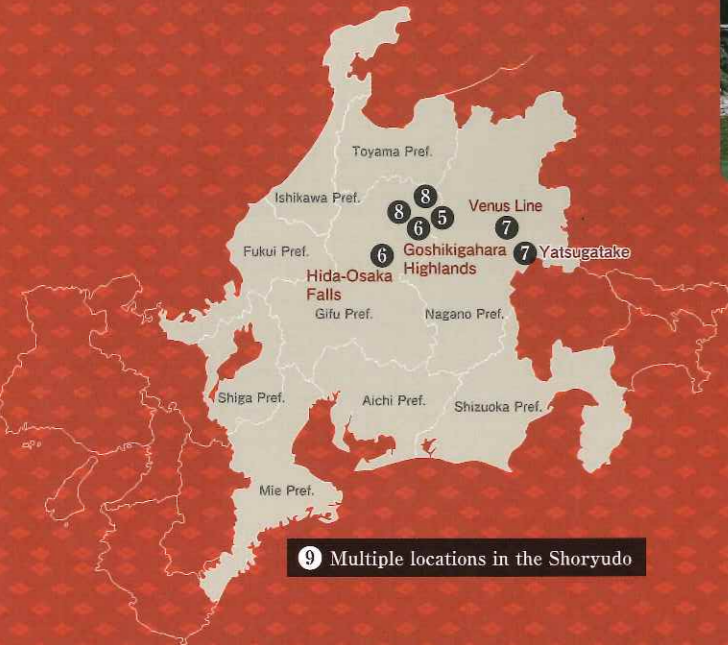 Toyama Pref.
Ishikawa Pref.
8
8
5
6
Venus Line
7
7 Yatsugatake
Fukui Pref.
6
Goshikigahara
Highlands
Hida-Osaka
Falls
Gifu Pref.
Nagano Pref.
Shiga Pref.
Aichi Pref.
Shizuoka Pref.
Mie Pref.
9 Multiple locations in the Shoryudo